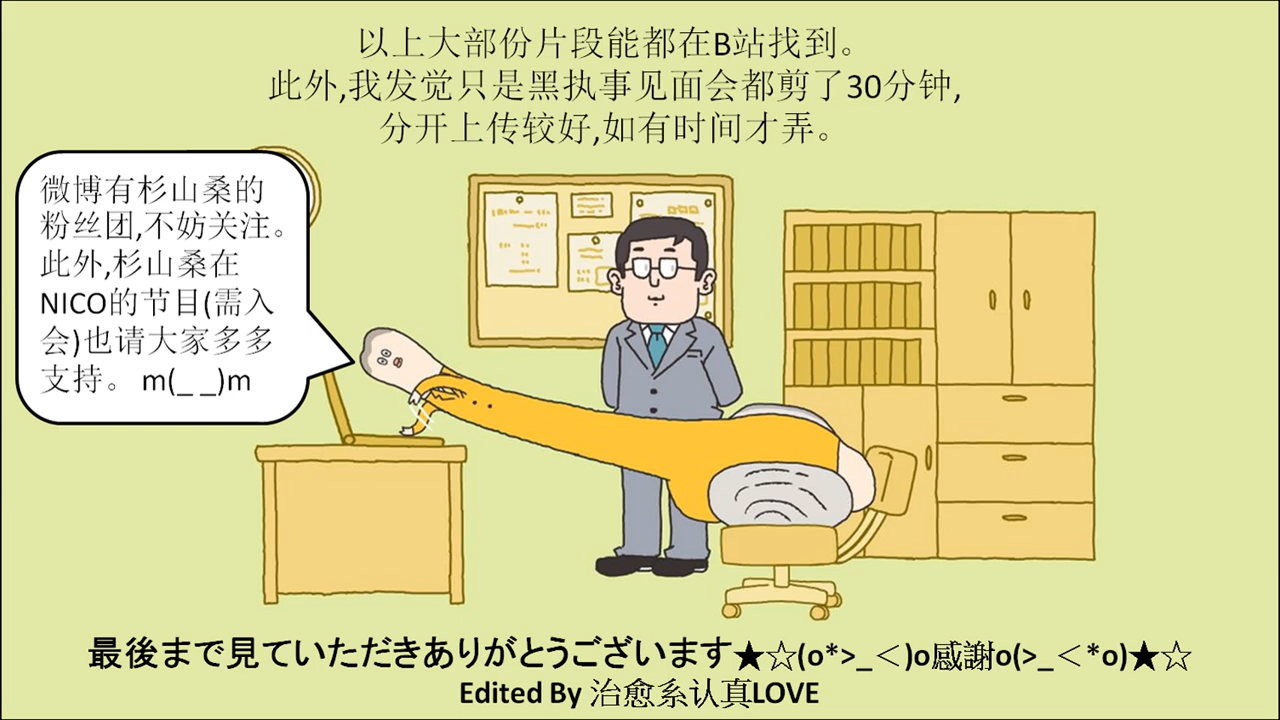 以上大部份片段能都在B站找到。
此外,我发觉只是黑执事见面会都剪了30分钟,
分开上传较好,如有时间才弄。
微博有杉山桑的
粉丝团,不妨关注。
此外,杉山桑在
NICO的节目(需入
会)也请大家多多
支持。 m(_ _)m
最後まで見ていただきありがとうございます★☆(o*>_＜)o感謝o(>_＜*o)★☆
Edited By 治愈系认真LOVE